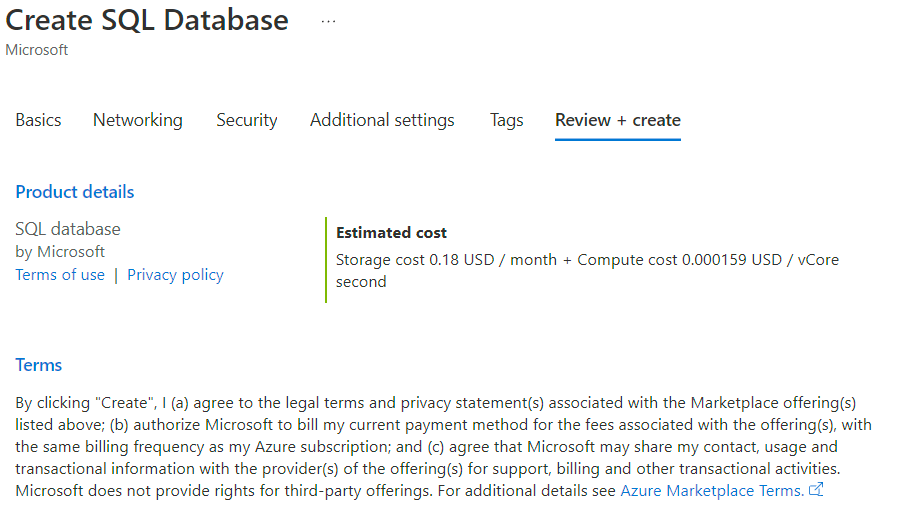 Create SQL Database ...
Microsoft
Basics Networking Security Additional settings Tags Review + create
Product details
SQL database
by Microsoft
Terms of use | Privacy policy
Estimated cost
Storage cost 0.18 USD / month + Compute cost 0.000159 USD / vCore
second
Terms
By clicking "Create", I (a) agree to the legal terms and privacy statement(s) associated with the Marketplace offering(s)
listed above; (b) authorize Microsoft to bill my current payment method for the fees associated with the offering(s), with
the same billing frequency as my Azure subscription; and (c) agree that Microsoft may share my contact, usage and
transactional information with the provider(s) of the offering(s) for support, billing and other transactional activities.
Microsoft does not provide rights for third-party offerings. For additional details see Azure Marketplace Terms.